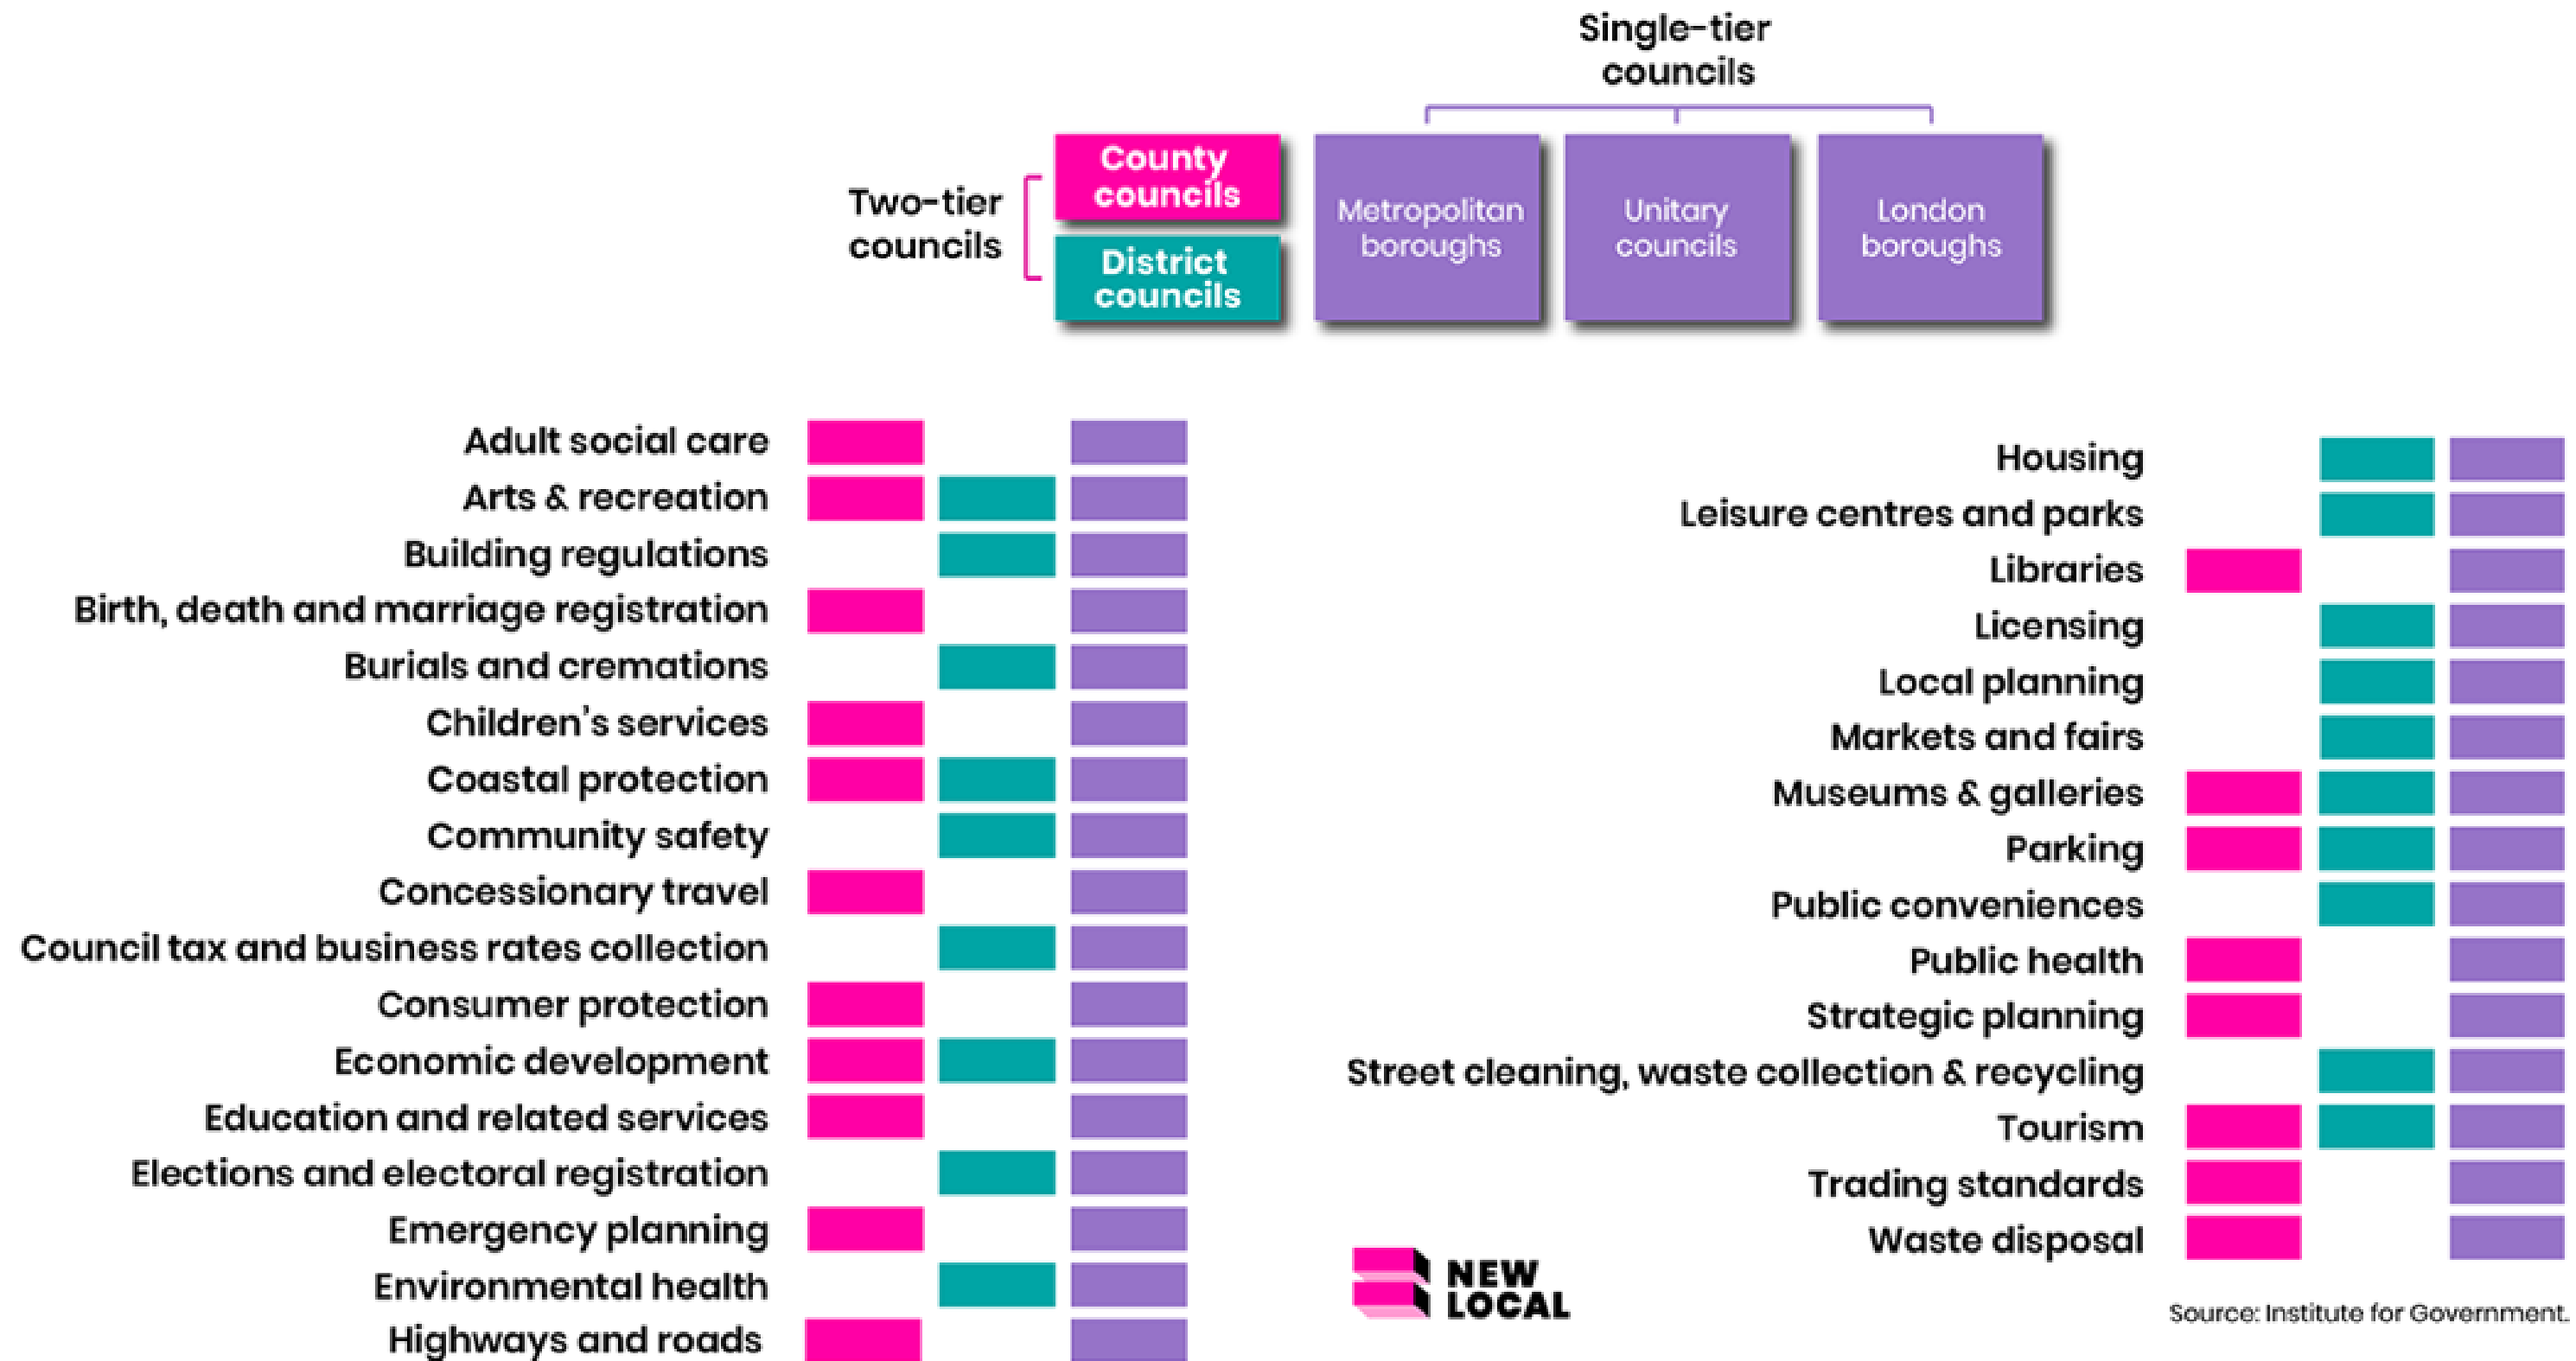 Single-tier
councils
Two-tier
councils
County
councils
District
councils
Metropolitan
boroughs
Unitary
councils
London
boroughs
Adult social care
Arts & recreation
Building regulations
Birth, death and marriage registration
Burials and cremations
Children's services
Coastal protection
Community safety
Concessionary travel
Council tax and business rates collection
Consumer protection
Economic development
Education and related services
Elections and electoral registration
Emergency planning
Environmental health
Highways and roads
Housing
Leisure centres and parks
Libraries
Licensing
Local planning
Markets and fairs
Museums & galleries
Parking
Public conveniences
Public health
Strategic planning
Street cleaning, waste collection & recycling
Tourism
Trading standards
Waste disposal
NEW
LOCAL
Source: Institute for Government.